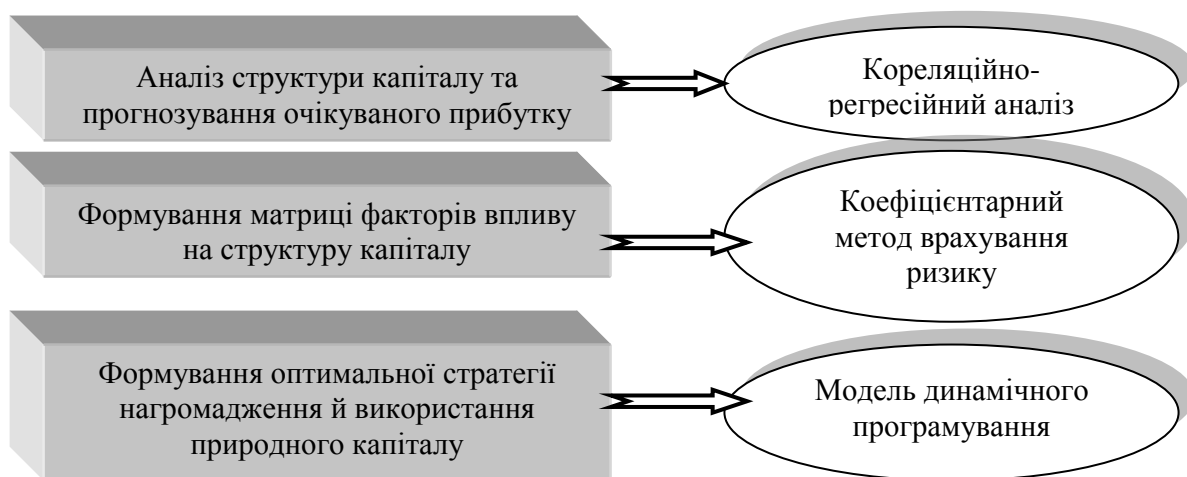 Аналіз структури капіталу та
прогнозування очікуваного прибутку
Кореляційно-
регресійний аналіз
Формування матриці факторів впливу
на структуру капіталу
Коефіцієнтарний
метод врахування
ризику
Формування оптимальної стратегії
нагромадження й використання
природного капіталу
Модель динамічного
програмування